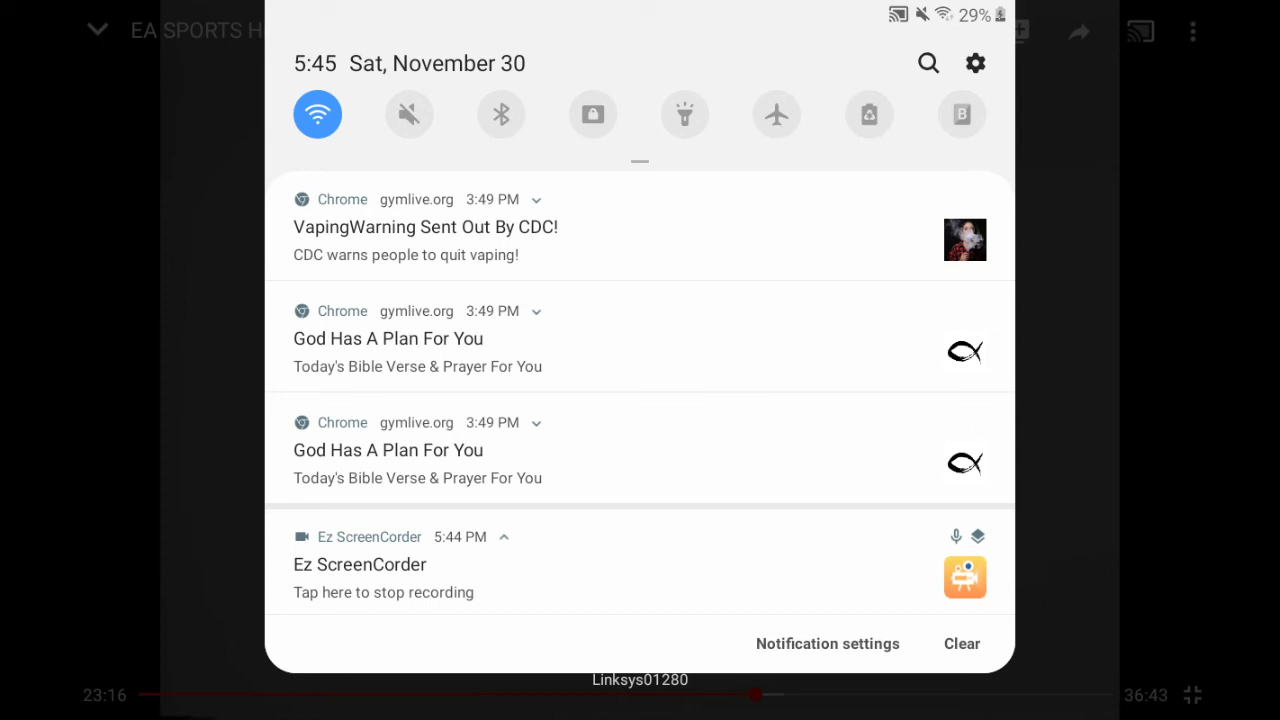 EA SPORTS H
29%
5:45 Sat, November 30
B
Chrome gymlive.org 3:49 PM
VapingWarning Sent Out By CDC!
CDC warns people to quit vaping!
Chrome gymlive.org 3:49 PM
God Has A Plan For You
Today's Bible Verse & Prayer For You
Chrome gymlive.org 3:49 PM
God Has A Plan For You
Today's Bible Verse & Prayer For You
Ez ScreenCorder 5:44 PM
Ez ScreenCorder
Tap here to stop recording
Notification settings Clear
Linksys01280
23:16 36:43